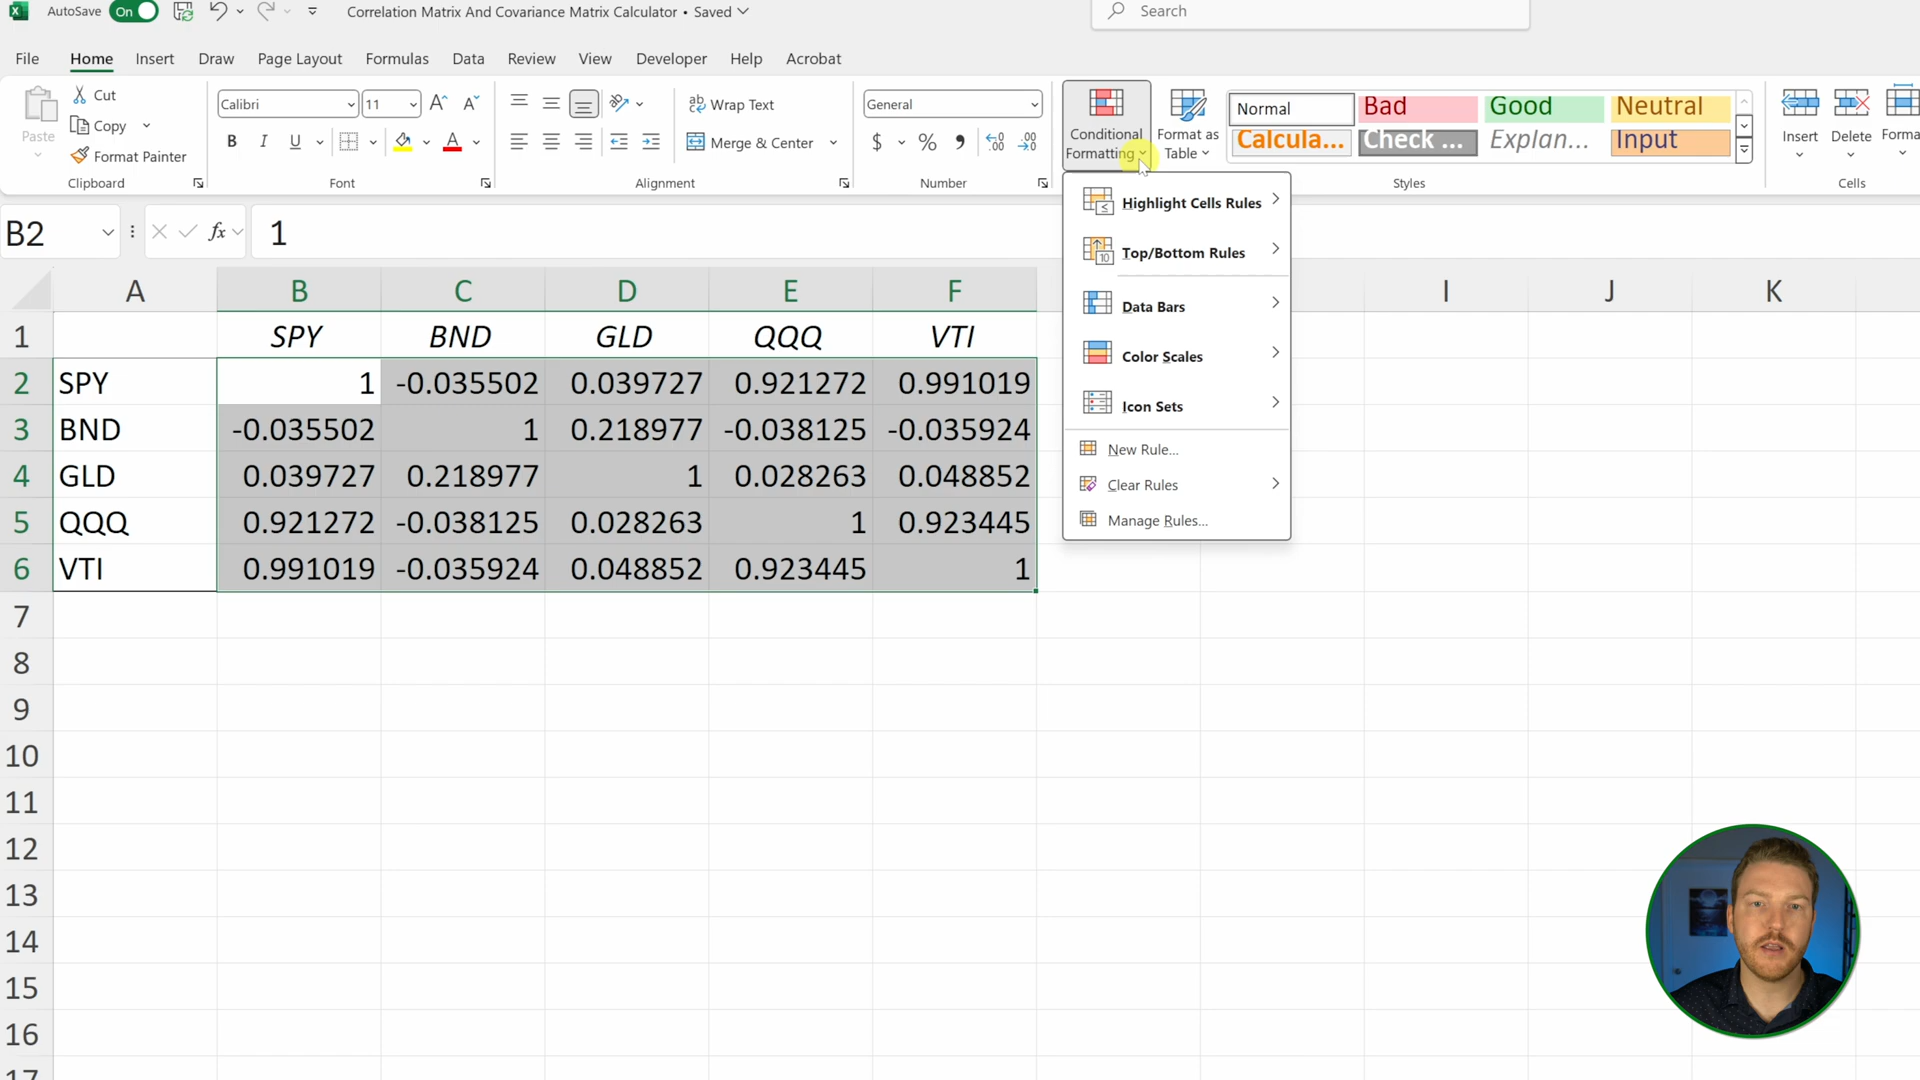 AutoSave On Correlation Matrix And Covariance Matrix Calculator • Saved Search
File Home Insert Draw Page Layout Formulas Data Review View Developer Help Acrobat
Paste Cut Copy Format Painter Clipboard
Calibri 11 B I U A Font
ab Wrap Text Merge & Center Alignment
General $ % Number
Conditional Formatting Format as Table
Normal Bad Good Neutral
Calcula... Check ... Explan... Input
Styles
Insert Delete Forma
Cells
B2 fx 1
Highlight Cells Rules
Top/Bottom Rules
Data Bars
Color Scales
Icon Sets
New Rule...
Clear Rules
Manage Rules...
A B C D E F I J K
1 SPY BND GLD QQQ VTI
2 SPY 1 -0.035502 0.039727 0.921272 0.991019
3 BND -0.035502 1 0.218977 -0.038125 -0.035924
4 GLD 0.039727 0.218977 1 0.028263 0.048852
5 QQQ 0.921272 -0.038125 0.028263 1 0.923445
6 VTI 0.991019 -0.035924 0.048852 0.923445 1
7
8
9
10
11
12
13
14
15
16
17